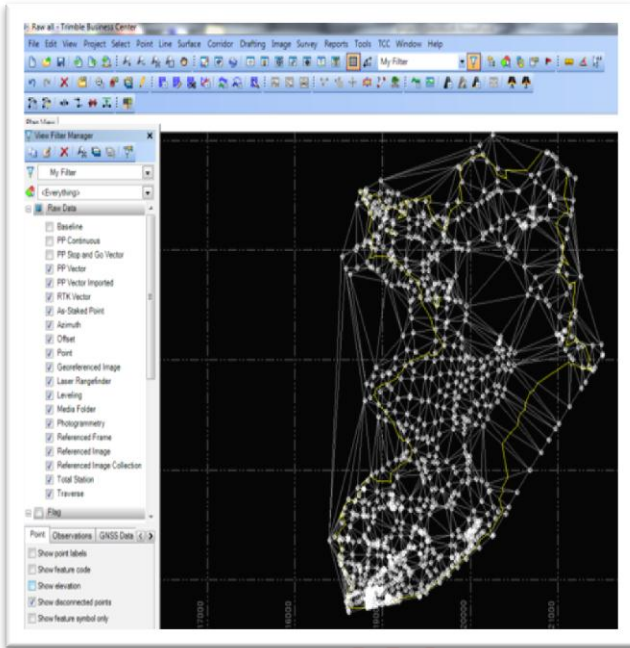 Raw all - Trimble Business Center
File Edit View Project Select Point Line Surface Corridor Drafting Image Survey Reports Tools TCC Window Help
My Filter
Plan View
View Filter Manager
My Filter
<Everything>
Raw Data
Baseline
PP Continuous
PP Stop and Go Vector
PP Vector
PP Vector Imported
RTK Vector
As-Staked Point
Azimuth
Offset
Point
Georeferenced Image
Laser Rangefinder
Leveling
Media Folder
Photogrammetry
Referenced Frame
Referenced Image
Referenced Image Collection
Total Station
Traverse
Flag
Point Observations GNSS Data
Show point labels
Show feature code
Show elevation
Show disconnected points
Show feature symbol only